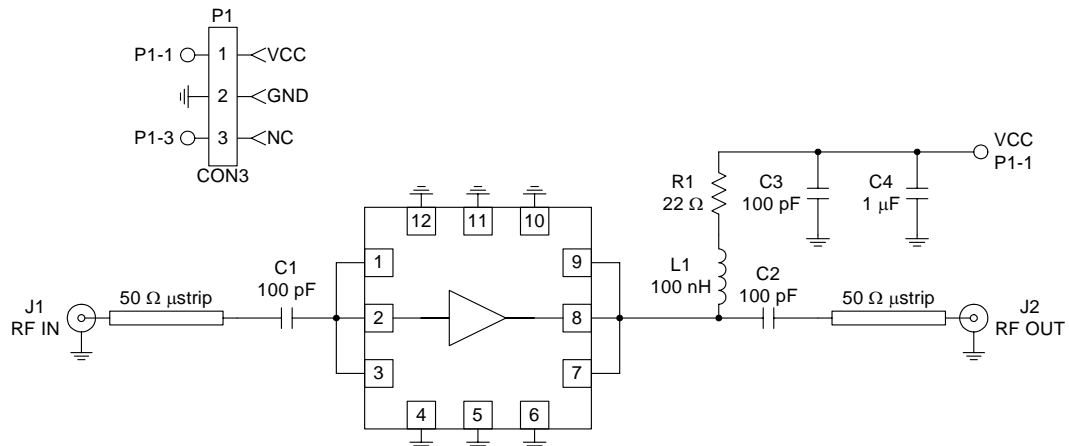 P1
P1-1 1 VCC
2 GND
P1-3 3 NC
CON3
VCC
P1-1
R1
22 Ω
C3
100 pF
C4
1 μF
12 11 10
1
2
3
9
8
7
4 5 6
C1
100 pF
L1
100 nH
C2
100 pF
J1
RF IN
50 Ω μstrip
50 Ω μstrip
J2
RF OUT